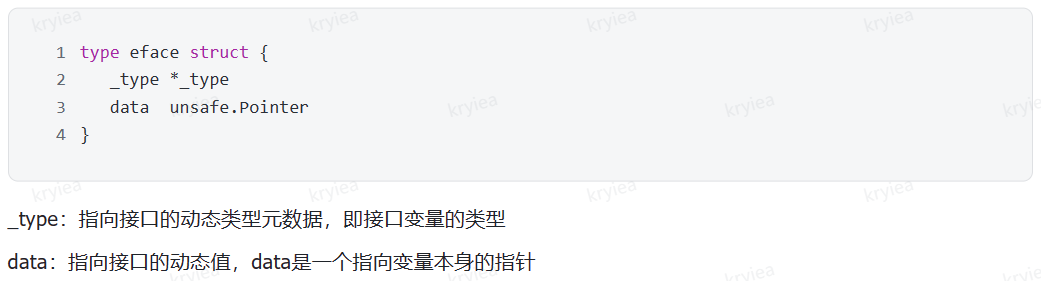 kryiea kryiea kryiea kryiea
1 type eface struct {
2 _type *_type
3 data unsafe.Pointer
4 }
kryiea kryiea kryiea
kryiea kryiea kryiea kryiea
_type：指向接口的动态类型元数据，即接口变量的类型
data：指向接口的动态值，data是一个指向变量本身的指针
kryiea kryiea kryiea